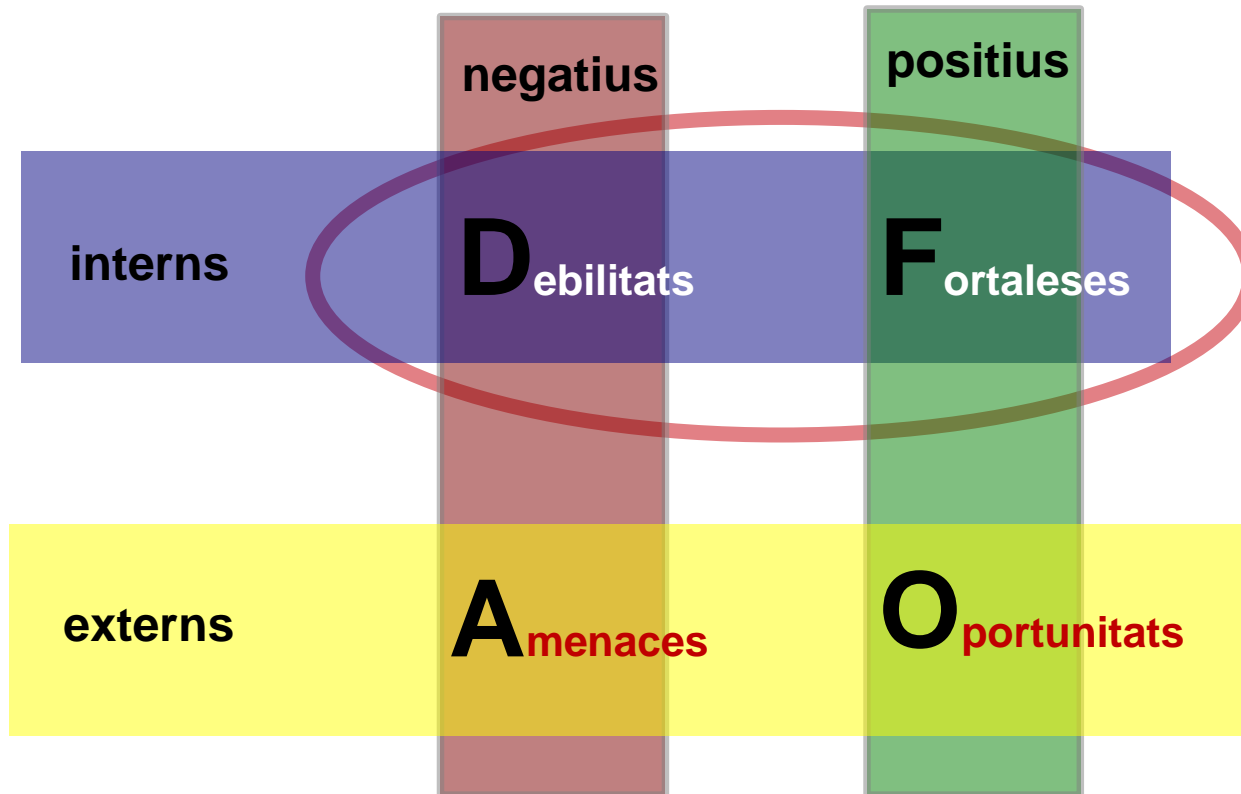 negatius
positius
interns
Debilitats
Fortaleses
externs
Amenaces
Oportunitats